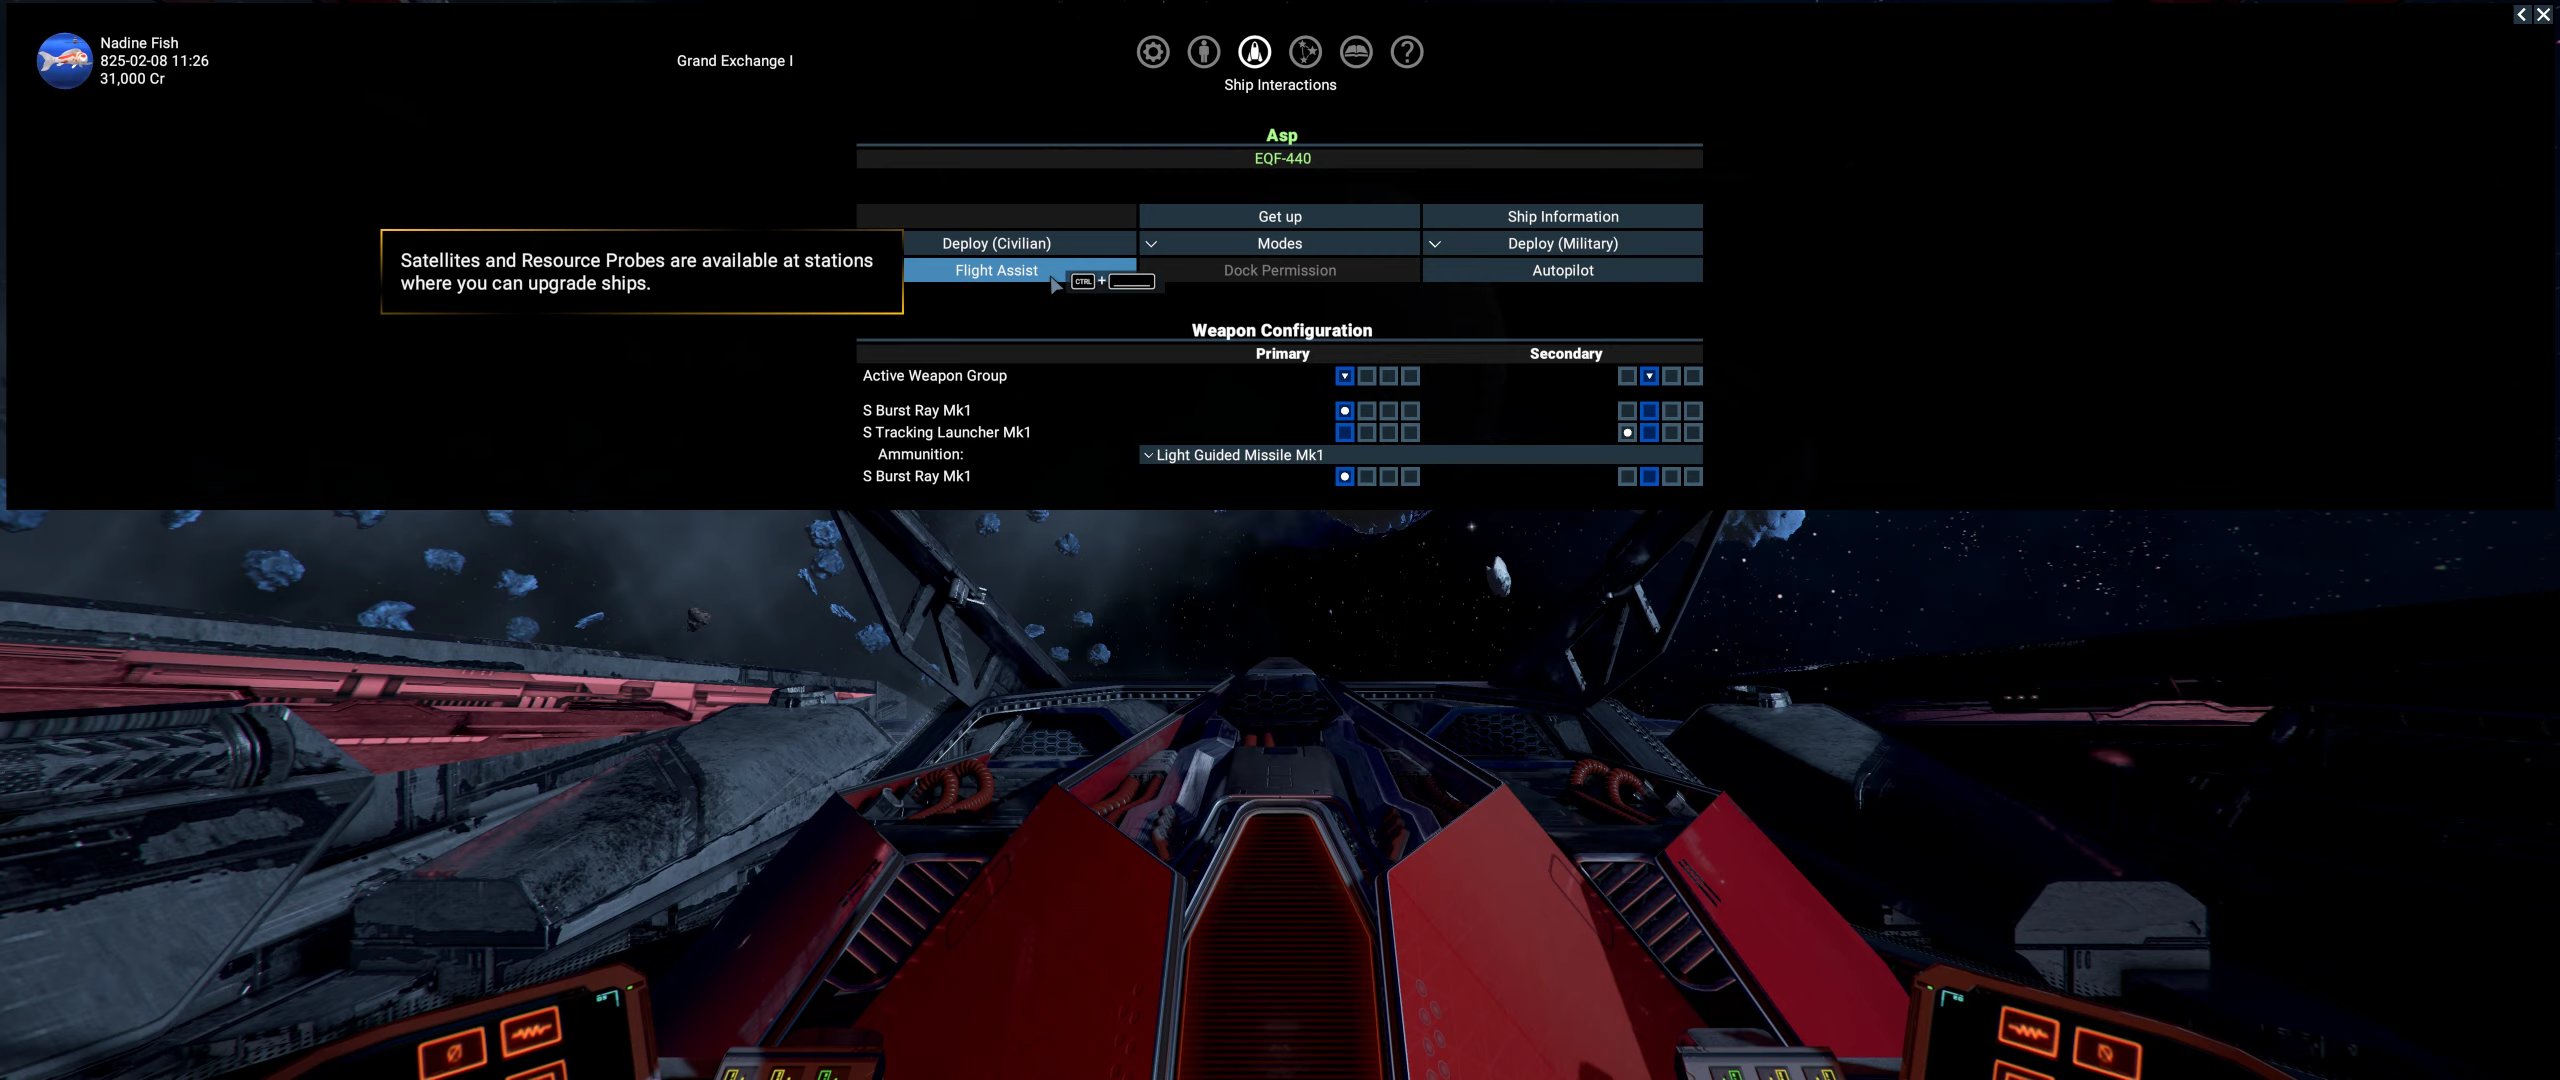 Nadine Fish
825-02-08 11:26
31,000 Cr
Grand Exchange I
Ship Interactions
Asp
EQF-440
Get up
Ship Information
Deploy (Civilian)
Modes
Deploy (Military)
Flight Assist
CTRL +
Dock Permission
Autopilot
Satellites and Resource Probes are available at stations
where you can upgrade ships.
Weapon Configuration
Primary
Secondary
Active Weapon Group
S Burst Ray Mk1
S Tracking Launcher Mk1
Ammunition:
Light Guided Missile Mk1
S Burst Ray Mk1